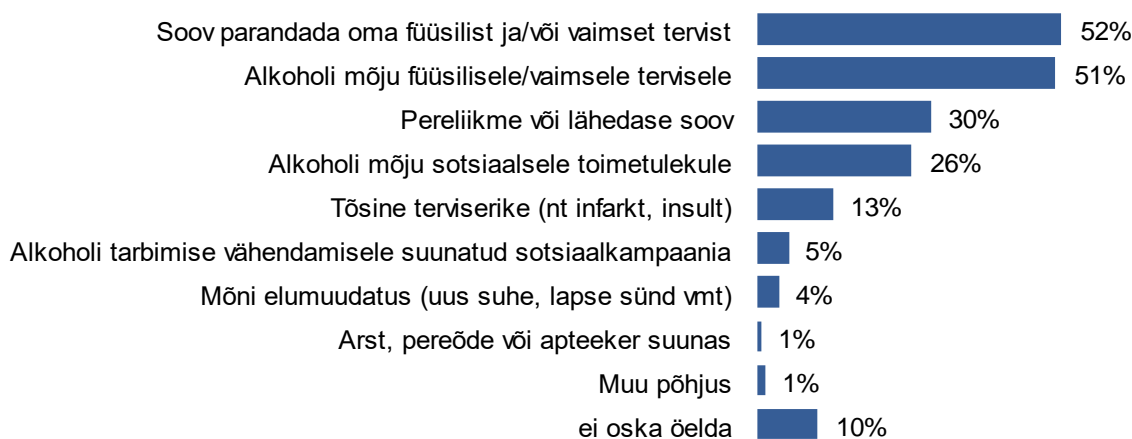 Soov parandada oma füüsilist ja/või vaimset tervist 52%
Alkoholi mõju füüsilisele/vaimsele tervisele 51%
Pereliikme või lähedase soov 30%
Alkoholi mõju sotsiaalsele toimetulekule 26%
Tõsine terviserike (nt infarkt, insult) 13%
Alkoholi tarbimise vähendamisele suunatud sotsiaalkampaania 5%
Mõni elumuudatus (uus suhe, lapse sünd vmt) 4%
Arst, pereõde või apteeker suunas 1%
Muu põhjus 1%
ei oska öelda 10%